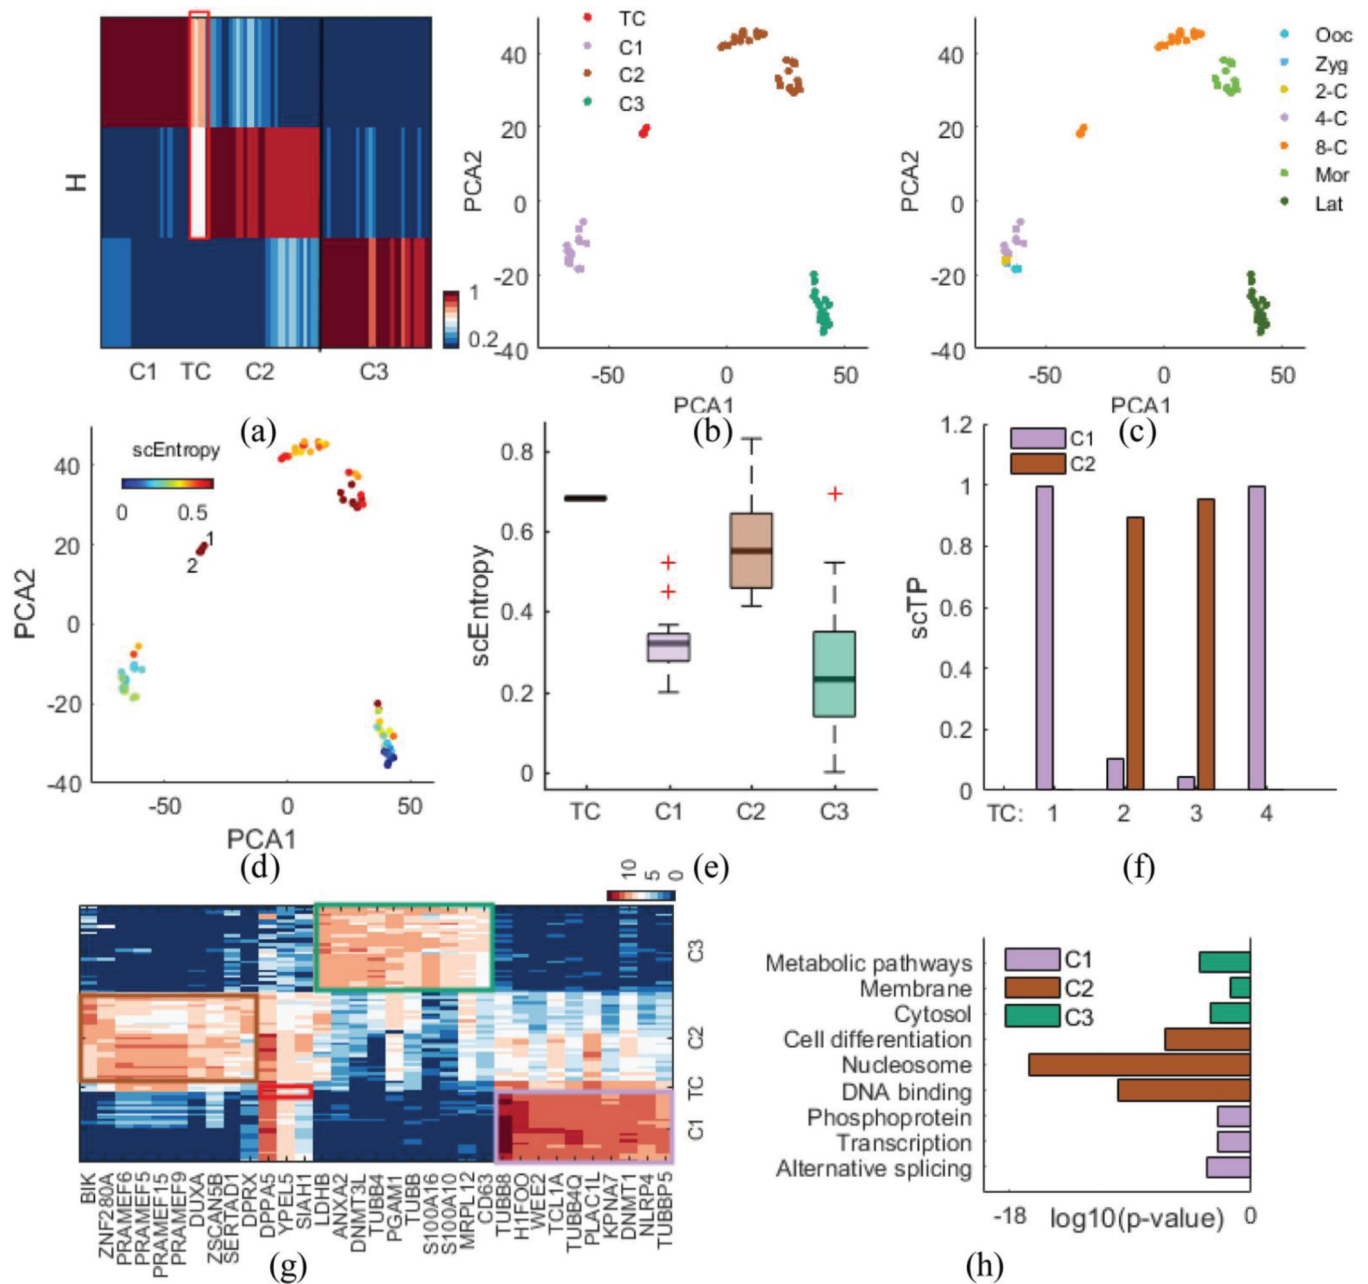 H
C1 TC C2 C3
1
0.2
(a)
TC
C1
C2
C3
PCA2
40
20
0
-20
-40
-50 0 50
PCA1
(b)
Ooc
Zyg
2-C
4-C
8-C
Mor
Lat
PCA2
40
20
0
-20
-40
-50 0 50
PCA1
(c)
scEntropy
0 0.5
1
2
PCA2
40
20
0
-20
-40
-50 0 50
PCA1
(d)
scEntropy
0.8
0.6
0.4
0.2
0
TC C1 C2 C3
(e)
C1
C2
scTP
1.2
1
0.8
0.6
0.4
0.2
0
TC: 1 2 3 4
(f)
10 5 0
C3
C2
TC
C1
BIK
ZNF280A
PRAMEF6
PRAMEF5
PRAMEF15
PRAMEF9
DUXA
ZSCAN5B
SERTAD1
DPRX
DPPA5
YPEL5
SIAH1
LDHB
ANXA2
DNMT3L
TUBB4
PGAM1
TUBB
S100A16
S100A10
MRPL12
CD63
TUBB8
H1FOO
WEE2
TCL1A
TUBB4Q
PLAC1L
KPNA7
DNMT1
NLRP4
TUBBP5
(g)
C1
C2
C3
Metabolic pathways
Membrane
Cytosol
Cell differentiation
Nucleosome
DNA binding
Phosphoprotein
Transcription
Alternative splicing
-18 log10(p-value) 0
(h)